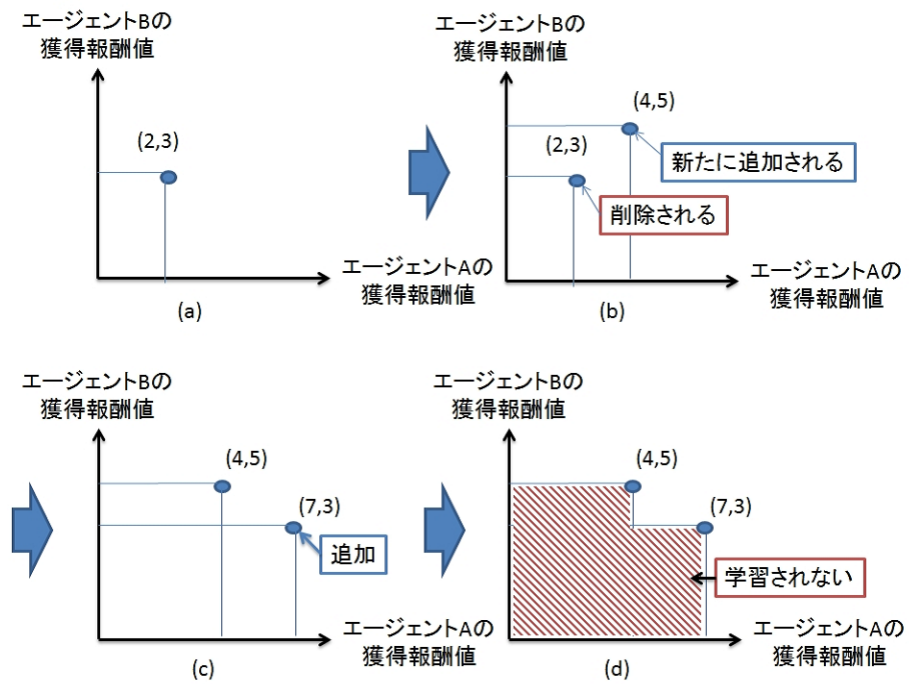 エージェントBの
獲得報酬値
(2,3)
エージェントAの
獲得報酬値
(a)
エージェントBの
獲得報酬値
(4,5)
(2,3)
新たに追加される
削除される
エージェントAの
獲得報酬値
(b)
エージェントBの
獲得報酬値
(4,5)
(7,3)
追加
エージェントAの
獲得報酬値
(c)
エージェントBの
獲得報酬値
(4,5)
(7,3)
学習されない
エージェントAの
獲得報酬値
(d)